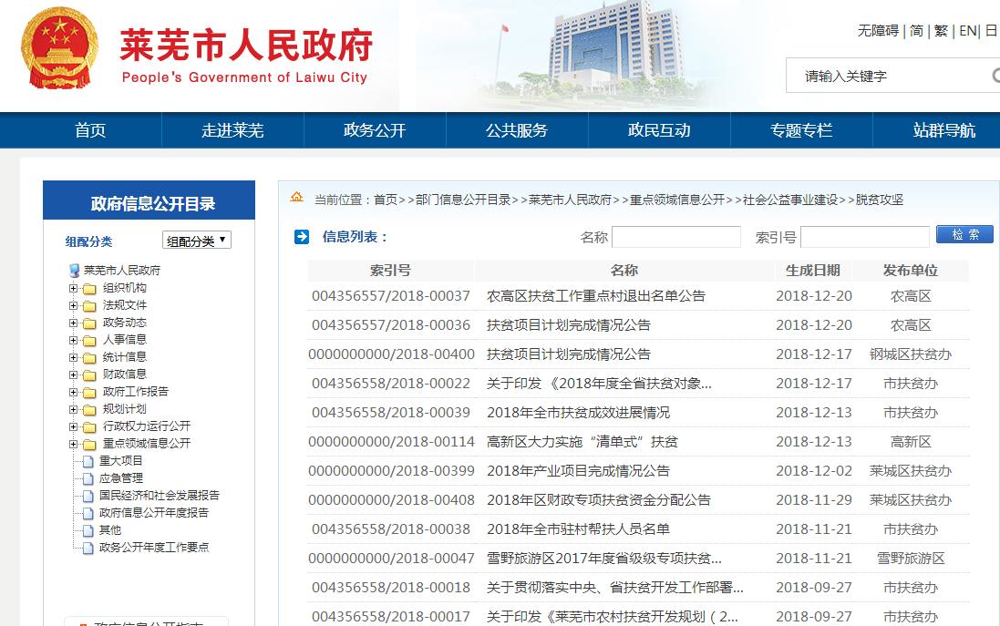 莱芜市人民政府
People's Government of Laiwu City
无障碍 | 简 | 繁 | EN| 日
请输入关键字
首页 走进莱芜 政务公开 公共服务 政民互动 专题专栏 站群导航
政府信息公开目录
组配分类 组配分类
莱芜市人民政府
组织机构
法规文件
政务动态
人事信息
统计信息
财政信息
政府工作报告
规划计划
行政权力运行公开
重点领域信息公开
重大项目
应急管理
国民经济和社会发展报告
政府信息公开年度报告
其他
政务公开年度工作要点
政府信息公开指南
当前位置：首页>>部门信息公开目录>>莱芜市人民政府>>重点领域信息公开>>社会公益事业建设>>脱贫攻坚
信息列表： 名称 索引号 检 索
索引号 名称 生成日期 发布单位
004356557/2018-00037 农高区扶贫工作重点村退出名单公告 2018-12-20 农高区
004356557/2018-00036 扶贫项目计划完成情况公告 2018-12-20 农高区
0000000000/2018-00400 扶贫项目计划完成情况公告 2018-12-17 钢城区扶贫办
004356558/2018-00022 关于印发 《2018年度全省扶贫对象... 2018-12-17 市扶贫办
004356558/2018-00039 2018年全市扶贫成效进展情况 2018-12-13 市扶贫办
0000000000/2018-00114 高新区大力实施“清单式”扶贫 2018-12-13 高新区
0000000000/2018-00399 2018年产业项目完成情况公告 2018-12-02 莱城区扶贫办
0000000000/2018-00408 2018年区财政专项扶贫资金分配公告 2018-11-29 莱城区扶贫办
004356558/2018-00038 2018年全市驻村帮扶人员名单 2018-11-21 市扶贫办
0000000000/2018-00047 雪野旅游区2017年度省级级专项扶贫... 2018-11-21 雪野旅游区
004356558/2018-00018 关于贯彻落实中央、省扶贫开发工作部署... 2018-09-27 市扶贫办
004356558/2018-00017 关于印发《莱芜市农村扶贫开发规划（2... 2018-09-27 市扶贫办